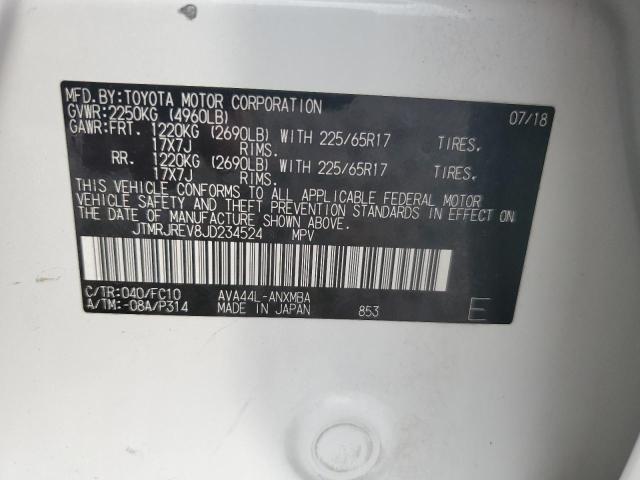 MFD.BY:TOYOTA MOTOR CORPORATION 07/18
GVWR:2250KG (4960LB)
GAWR:FRT. 1220KG (2690LB) WITH 225/65R17 TIRES,
17X7J RIMS.
RR. 1220KG (2690LB) WITH 225/65R17 TIRES,
17X7J RIMS.
THIS VEHICLE CONFORMS TO ALL APPLICABLE FEDERAL MOTOR
VEHICLE SAFETY AND THEFT PREVENTION STANDARDS IN EFFECT ON
THE DATE OF MANUFACTURE SHOWN ABOVE.
JTMRJREV8JD234524 MPV
C/TR:040/FC10 AVA44L-ANXMBA
A/TM:-08A/P314 MADE IN JAPAN 853 E